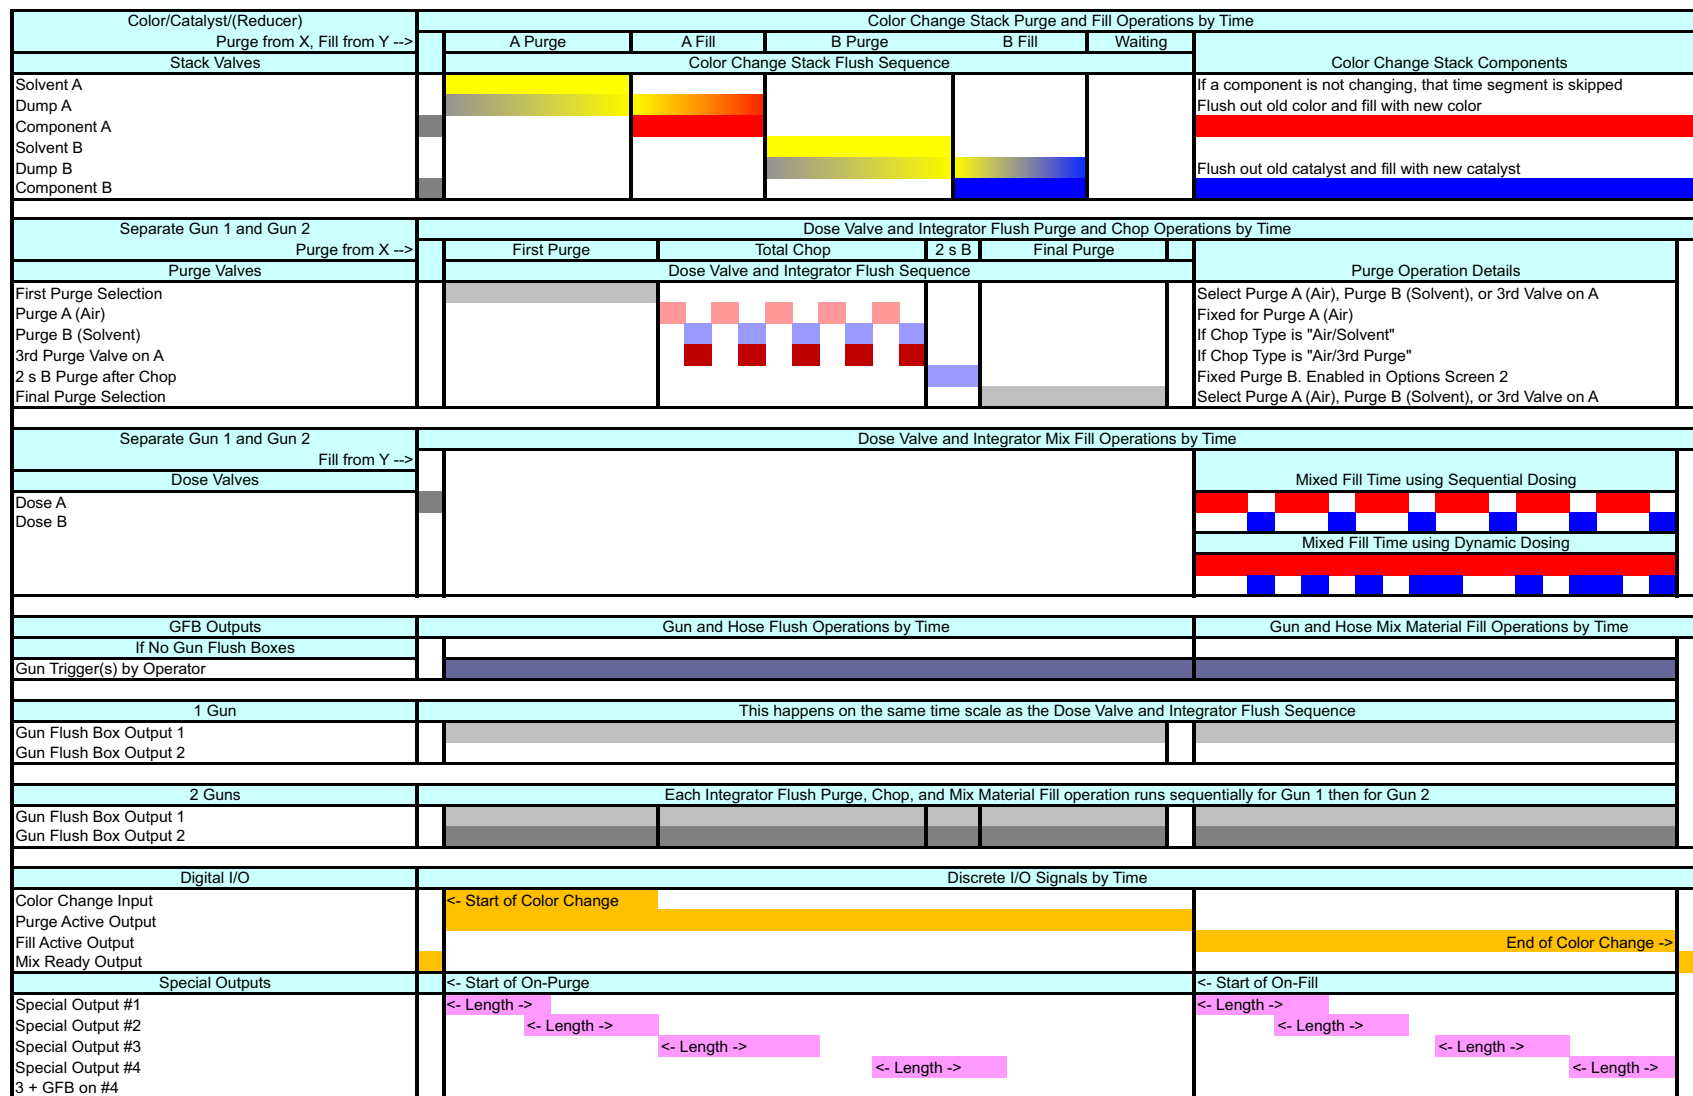 Color/Catalyst/(Reducer)
Color Change Stack Purge and Fill Operations by Time
Purge from X, Fill from Y -->
A Purge
A Fill
B Purge
B Fill
Waiting
Stack Valves
Color Change Stack Flush Sequence
Color Change Stack Components
Solvent A
If a component is not changing, that time segment is skipped
Dump A
Flush out old color and fill with new color
Component A
Solvent B
Dump B
Flush out old catalyst and fill with new catalyst
Component B
Separate Gun 1 and Gun 2
Dose Valve and Integrator Flush Purge and Chop Operations by Time
Purge from X -->
First Purge
Total Chop
2 s B
Final Purge
Purge Valves
Dose Valve and Integrator Flush Sequence
Purge Operation Details
First Purge Selection
Select Purge A (Air), Purge B (Solvent), or 3rd Valve on A
Purge A (Air)
Fixed for Purge A (Air)
Purge B (Solvent)
If Chop Type is "Air/Solvent"
3rd Purge Valve on A
If Chop Type is "Air/3rd Purge"
2 s B Purge after Chop
Fixed Purge B. Enabled in Options Screen 2
Final Purge Selection
Select Purge A (Air), Purge B (Solvent), or 3rd Valve on A
Separate Gun 1 and Gun 2
Dose Valve and Integrator Mix Fill Operations by Time
Fill from Y -->
Dose Valves
Mixed Fill Time using Sequential Dosing
Dose A
Dose B
Mixed Fill Time using Dynamic Dosing
GFB Outputs
Gun and Hose Flush Operations by Time
Gun and Hose Mix Material Fill Operations by Time
If No Gun Flush Boxes
Gun Trigger(s) by Operator
1 Gun
This happens on the same time scale as the Dose Valve and Integrator Flush Sequence
Gun Flush Box Output 1
Gun Flush Box Output 2
2 Guns
Each Integrator Flush Purge, Chop, and Mix Material Fill operation runs sequentially for Gun 1 then for Gun 2
Gun Flush Box Output 1
Gun Flush Box Output 2
Digital I/O
Discrete I/O Signals by Time
Color Change Input
<- Start of Color Change
Purge Active Output
Fill Active Output
End of Color Change ->
Mix Ready Output
Special Outputs
<- Start of On-Purge
<- Start of On-Fill
Special Output #1
<- Length ->
<- Length ->
Special Output #2
<- Length ->
<- Length ->
Special Output #3
<- Length ->
<- Length ->
Special Output #4
<- Length ->
<- Length ->
3 + GFB on #4